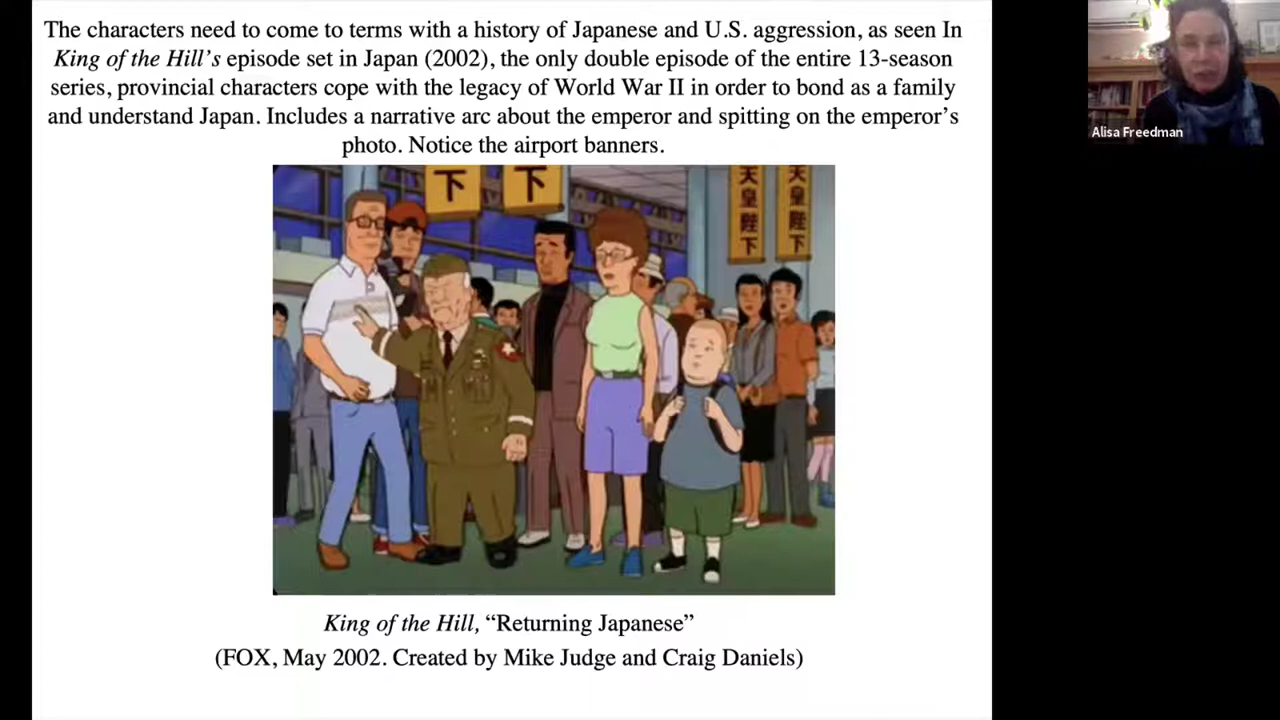 The characters need to come to terms with a history of Japanese and U.S. aggression, as seen In
King of the Hill's episode set in Japan (2002), the only double episode of the entire 13-season
series, provincial characters cope with the legacy of World War II in order to bond as a family
and understand Japan. Includes a narrative arc about the emperor and spitting on the emperor's
photo. Notice the airport banners.
Alisa Freedman
下
下
天皇陛下
天皇陛下
King of the Hill, “Returning Japanese”
(FOX, May 2002. Created by Mike Judge and Craig Daniels)